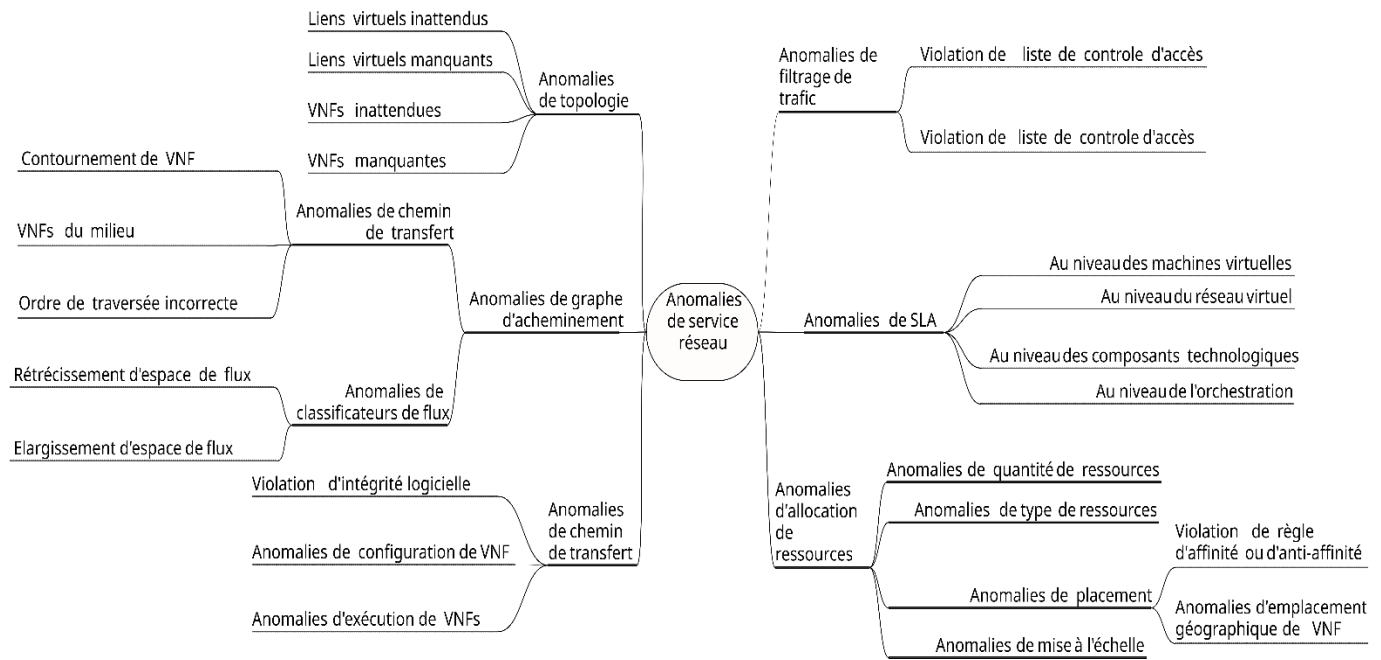 Liens virtuels inattendus
Liens virtuels manquants
VNFs inattendues
VNFs manquantes
Anomalies
de topologie
Contournement de VNF
VNFs du milieu
Ordre de traversée incorrecte
Anomalies de chemin
de transfert
Rétrécissement d'espace de flux
Elargissement d'espace de flux
Anomalies de
classificateurs de flux
Anomalies de graphe
d'acheminement
Violation d'intégrité logicielle
Anomalies de configuration de VNF
Anomalies d'exécution de VNFs
Anomalies
de chemin
de transfert
Anomalies
de service
réseau
Anomalies de
filtrage de
trafic
Violation de liste de controle d'accès
Violation de liste de controle d'accès
Anomalies de SLA
Au niveau des machines virtuelles
Au niveau du réseau virtuel
Au niveau des composants technologiques
Au niveau de l'orchestration
Anomalies
d'allocation
de
ressources
Anomalies de quantité de ressources
Anomalies de type de ressources
Anomalies de placement
Violation de règle
d'affinité ou d'anti-affinité
Anomalies d'emplacement
géographique de VNF
Anomalies de mise à l'échelle